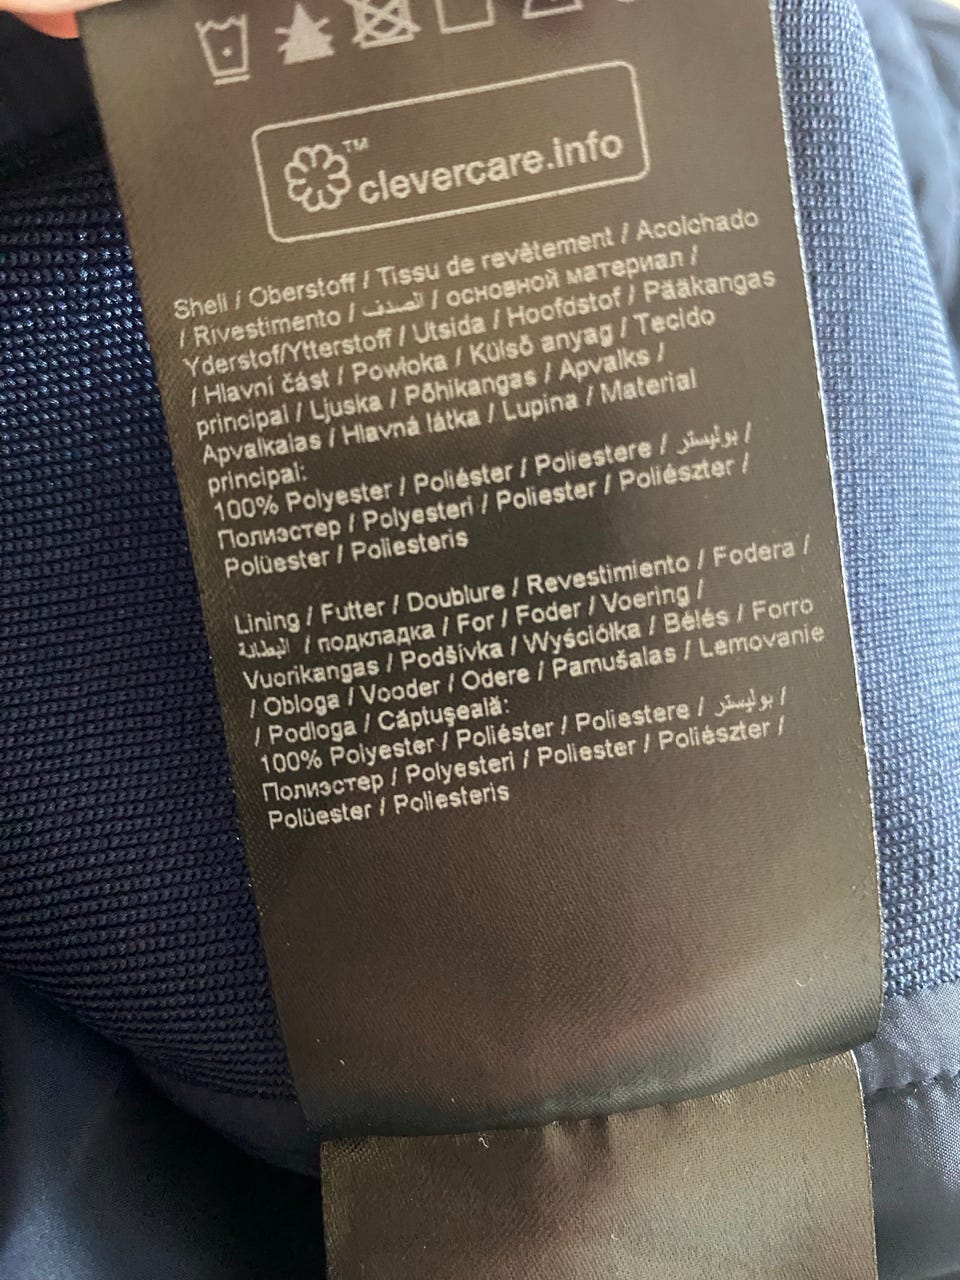 TM
clevercare.info
Shell / Oberstoff / Tissu de revêtement / Acolchado
/ Rivestimento / الصدف / основной материал /
Yderstof/Ytterstoff / Utsida / Hoofdstof / Pääkangas
/ Hlavní část / Powłoka / Külsõ anyag / Tecido
principal / Ljuska / Põhikangas / Apvalks /
Apvalkalas / Hlavná látka / Lupina / Material
principal:
100% Polyester / Poliéster / Poliestere / بوليستر /
Полиэстер / Polyesteri / Poliester / Poliészter /
Polüester / Poliesteris
Lining / Futter / Doublure / Revestimiento / Fodera /
البطانة / подкладка / For / Foder / Voering /
Vuorikangas / Podšívka / Wyściółka / Bélés / Forro
/ Obloga / Vooder / Odere / Pamušalas / Lemovanie
/ Podloga / Căptuşeală:
100% Polyester / Poliéster / Poliestere / بوليستر /
Полиэстер / Polyesteri / Poliester / Poliészter /
Polüester / Poliesteris